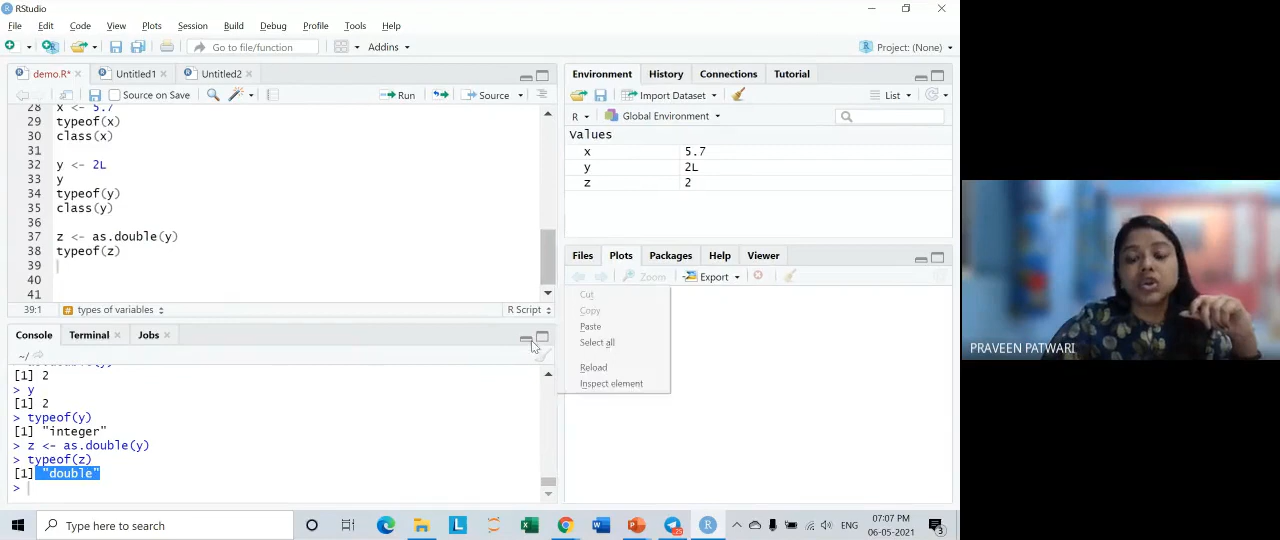 RStudio
File Edit Code View Plots Session Build Debug Profile Tools Help
Go to file/function Addins Project: (None)
demo.R* Untitled1 Untitled2
Source on Save Run Source
28 x <- 5.7
29 typeof(x)
30 class(x)
31
32 y <- 2L
33 y
34 typeof(y)
35 class(y)
36
37 z <- as.double(y)
38 typeof(z)
39
40
41
39:1 # types of variables R Script
Console Terminal Jobs
~/
[1] 2
> y
[1] 2
> typeof(y)
[1] "integer"
> z <- as.double(y)
> typeof(z)
[1] "double"
>
Environment History Connections Tutorial
Import Dataset List
R Global Environment
Values
x 5.7
y 2L
z 2
Files Plots Packages Help Viewer
Zoom Export
Cut
Copy
Paste
Select all
Reload
Inspect element
PRAVEEN PATWARI
Type here to search
ENG
07:07 PM
06-05-2021
3